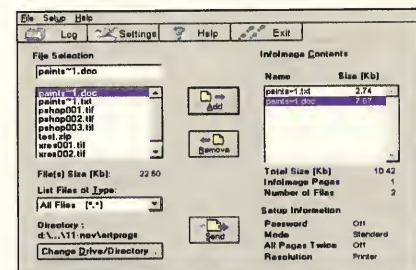 File Setup Help
Log Settings Help Exit
File Selection
paints~1.doc
paints~1.doc
paints~1.txt
pshop001.tif
pshop002.tif
pshop003.tif
test.zip
xres001.tif
xres002.tif
File(s) Size (Kb): 22.60
List Files of Type:
All Files (*.*)
Directory :
d:\...\11-nov\artprogs
Change Drive/Directory
Add
Remove
Send
InfoImage Contents
Name Size (Kb)
paints~1.txt 2.74
paints~1.doc 7.67
Total Size (Kb) 10.42
InfoImage Pages 1
Number of Files 2
Setup Information
Password Off
Mode Standard
All Pages Twice Off
Resolution Printer